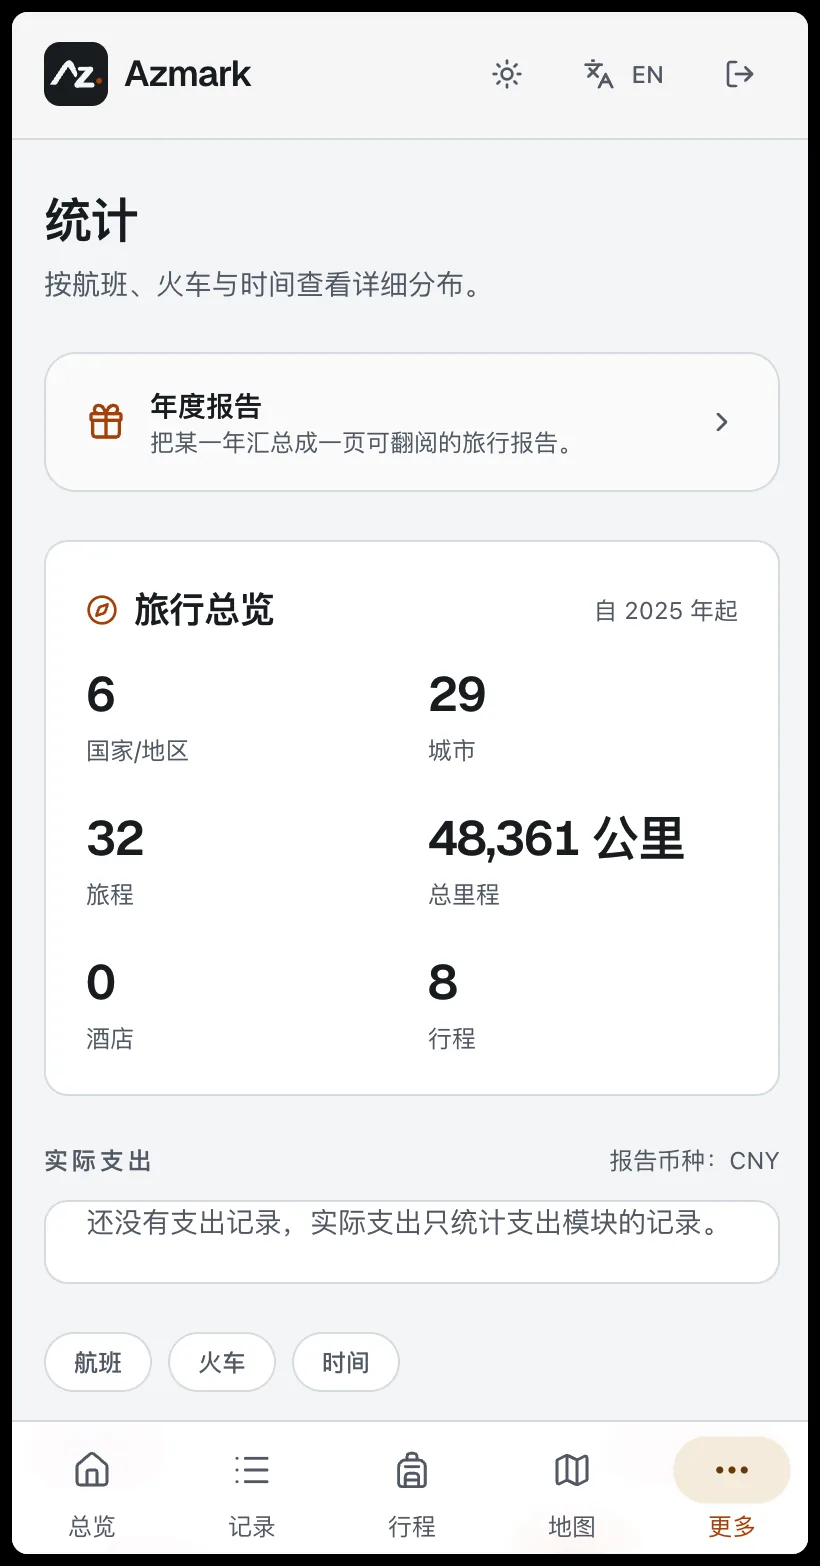 Az. Azmark EN
统计
按航班、火车与时间查看详细分布。
年度报告
把某一年汇总成一页可翻阅的旅行报告。
旅行总览 自 2025 年起
6 29
国家/地区 城市
32 48,361 公里
旅程 总里程
0 8
酒店 行程
实际支出 报告币种：CNY
还没有支出记录，实际支出只统计支出模块的记录。
航班 火车 时间
总览 记录 行程 地图 更多